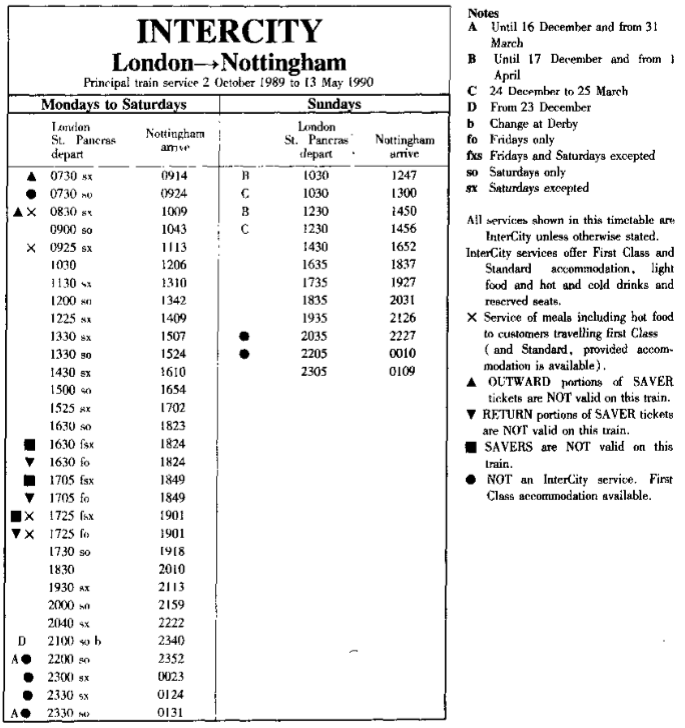 INTERCITY
London→Nottingham
Principal train service 2 October 1989 to 13 May 1990
Mondays to Saturdays Sundays
London St. Pancras depart Nottingham arrive London St. Pancras depart Nottingham arrive
▲ 0730 sx 0914 B 1030 1247
● 0730 so 0924 C 1030 1300
▲✕ 0830 sx 1009 B 1230 1450
0900 so 1043 C 1230 1456
✕ 0925 sx 1113 1430 1652
1030 1206 1635 1837
1130 sx 1310 1735 1927
1200 so 1342 1835 2031
1225 sx 1409 1935 2126
1330 sx 1507 ● 2035 2227
1330 so 1524 ● 2205 0010
1430 sx 1610 2305 0109
1500 so 1654
1525 sx 1702
1630 so 1823
■ 1630 fsx 1824
▼ 1630 fo 1824
■ 1705 fsx 1849
▼ 1705 fo 1849
■✕ 1725 fsx 1901
▼✕ 1725 fo 1901
1730 so 1918
1830 2010
1930 sx 2113
2000 so 2159
2040 sx 2222
D 2100 so b 2340
A● 2200 so 2352
● 2300 sx 0023
● 2330 sx 0124
A● 2330 so 0131
Notes
A Until 16 December and from 31
March
B Until 17 December and from 1
April
C 24 December to 25 March
D From 23 December
b Change at Derby
fo Fridays only
fxs Fridays and Saturdays excepted
so Saturdays only
sx Saturdays excepted
All services shown in this timetable are
InterCity unless otherwise stated.
InterCity services offer First Class and
Standard accommodation, light
food and hot and cold drinks and
reserved seats.
✕ Service of meals including hot food
to customers travelling first Class
( and Standard, provided accom-
modation is available).
▲ OUTWARD portions of SAVER
tickets are NOT valid on this train.
▼ RETURN portions of SAVER tickets
are NOT valid on this train.
■ SAVERS are NOT valid on this
train.
● NOT an InterCity service. First
Class accommodation available.